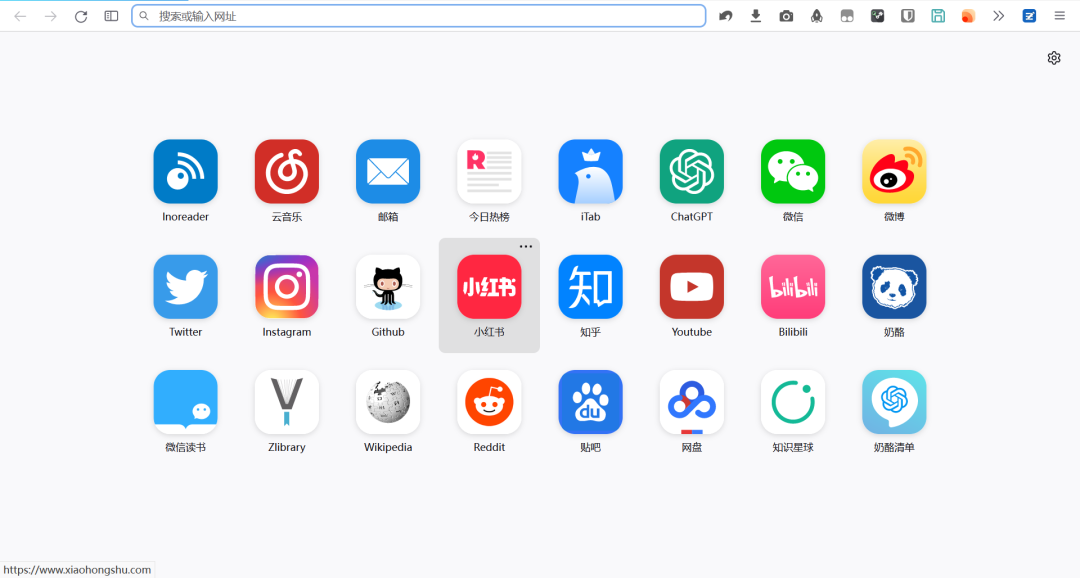 搜索或输入网址
R
Inoreader
云音乐
邮箱
今日热榜
iTab
ChatGPT
微信
微博
小红书
知
bilibili
Twitter
Instagram
Github
小红书
知乎
Youtube
Bilibili
奶酪
du
微信读书
Zlibrary
Wikipedia
Reddit
贴吧
网盘
知识星球
奶酪清单
https://www.xiaohongshu.com